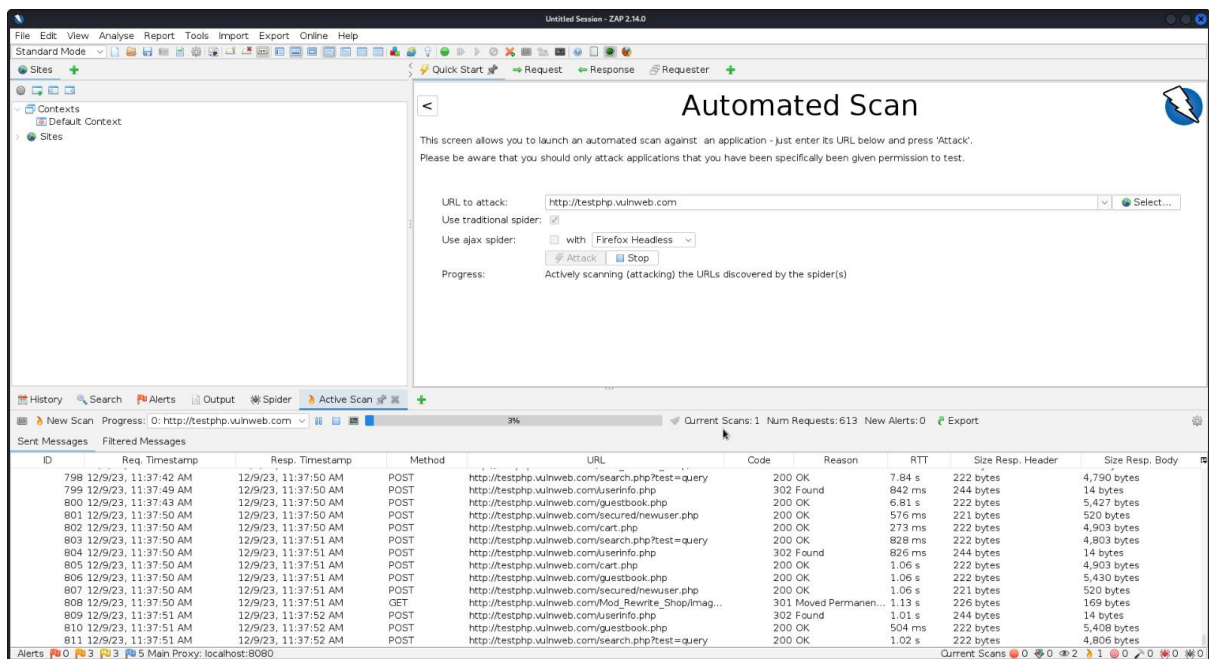 Untitled Session - ZAP 2.14.0
File Edit View Analyse Report Tools Import Export Online Help
Standard Mode
Sites
Quick Start Request Response Requester
Contexts
Default Context
Sites
<
Automated Scan
This screen allows you to launch an automated scan against an application - just enter its URL below and press 'Attack'.
Please be aware that you should only attack applications that you have been specifically been given permission to test.
URL to attack: http://testphp.vulnweb.com Select...
Use traditional spider:
Use ajax spider: with Firefox Headless
Attack Stop
Progress: Actively scanning (attacking) the URLs discovered by the spider(s)
History Search Alerts Output Spider Active Scan
New Scan Progress: 0: http://testphp.vulnweb.com 3% Current Scans: 1 Num Requests: 613 New Alerts: 0 Export
Sent Messages Filtered Messages
ID Req. Timestamp Resp. Timestamp Method URL Code Reason RTT Size Resp. Header Size Resp. Body
798 12/9/23, 11:37:42 AM 12/9/23, 11:37:50 AM POST http://testphp.vulnweb.com/search.php?test=query 200 OK 7.84 s 222 bytes 4,790 bytes
799 12/9/23, 11:37:49 AM 12/9/23, 11:37:50 AM POST http://testphp.vulnweb.com/userinfo.php 302 Found 842 ms 244 bytes 14 bytes
800 12/9/23, 11:37:43 AM 12/9/23, 11:37:50 AM POST http://testphp.vulnweb.com/guestbook.php 200 OK 6.81 s 222 bytes 5,427 bytes
801 12/9/23, 11:37:50 AM 12/9/23, 11:37:50 AM POST http://testphp.vulnweb.com/secured/newuser.php 200 OK 576 ms 221 bytes 520 bytes
802 12/9/23, 11:37:50 AM 12/9/23, 11:37:50 AM POST http://testphp.vulnweb.com/cart.php 200 OK 273 ms 222 bytes 4,903 bytes
803 12/9/23, 11:37:50 AM 12/9/23, 11:37:51 AM POST http://testphp.vulnweb.com/search.php?test=query 200 OK 828 ms 222 bytes 4,803 bytes
804 12/9/23, 11:37:50 AM 12/9/23, 11:37:51 AM POST http://testphp.vulnweb.com/userinfo.php 302 Found 826 ms 244 bytes 14 bytes
805 12/9/23, 11:37:50 AM 12/9/23, 11:37:51 AM POST http://testphp.vulnweb.com/cart.php 200 OK 1.06 s 222 bytes 4,903 bytes
806 12/9/23, 11:37:50 AM 12/9/23, 11:37:51 AM POST http://testphp.vulnweb.com/guestbook.php 200 OK 1.06 s 222 bytes 5,430 bytes
807 12/9/23, 11:37:50 AM 12/9/23, 11:37:51 AM POST http://testphp.vulnweb.com/secured/newuser.php 200 OK 1.06 s 221 bytes 520 bytes
808 12/9/23, 11:37:50 AM 12/9/23, 11:37:51 AM GET http://testphp.vulnweb.com/Mod_Rewrite_Shop/imag... 301 Moved Permanen... 1.13 s 226 bytes 169 bytes
809 12/9/23, 11:37:51 AM 12/9/23, 11:37:52 AM POST http://testphp.vulnweb.com/userinfo.php 302 Found 1.01 s 244 bytes 14 bytes
810 12/9/23, 11:37:51 AM 12/9/23, 11:37:52 AM POST http://testphp.vulnweb.com/guestbook.php 200 OK 504 ms 222 bytes 5,408 bytes
811 12/9/23, 11:37:51 AM 12/9/23, 11:37:52 AM POST http://testphp.vulnweb.com/search.php?test=query 200 OK 1.02 s 222 bytes 4,806 bytes
Alerts 0 3 3 5 Main Proxy: localhost:8080 Current Scans 0 0 2 1 0 0 0 0